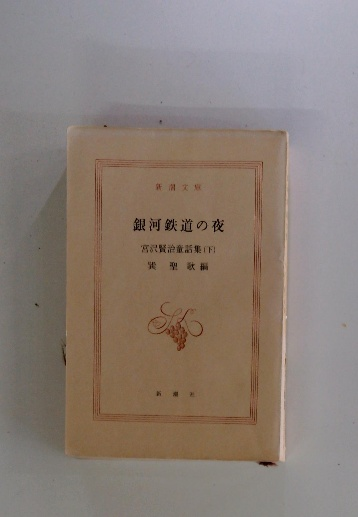 新潮文庫
銀河鉄道の夜
宮沢賢治童話集(下)
巽聖歌編
新潮社